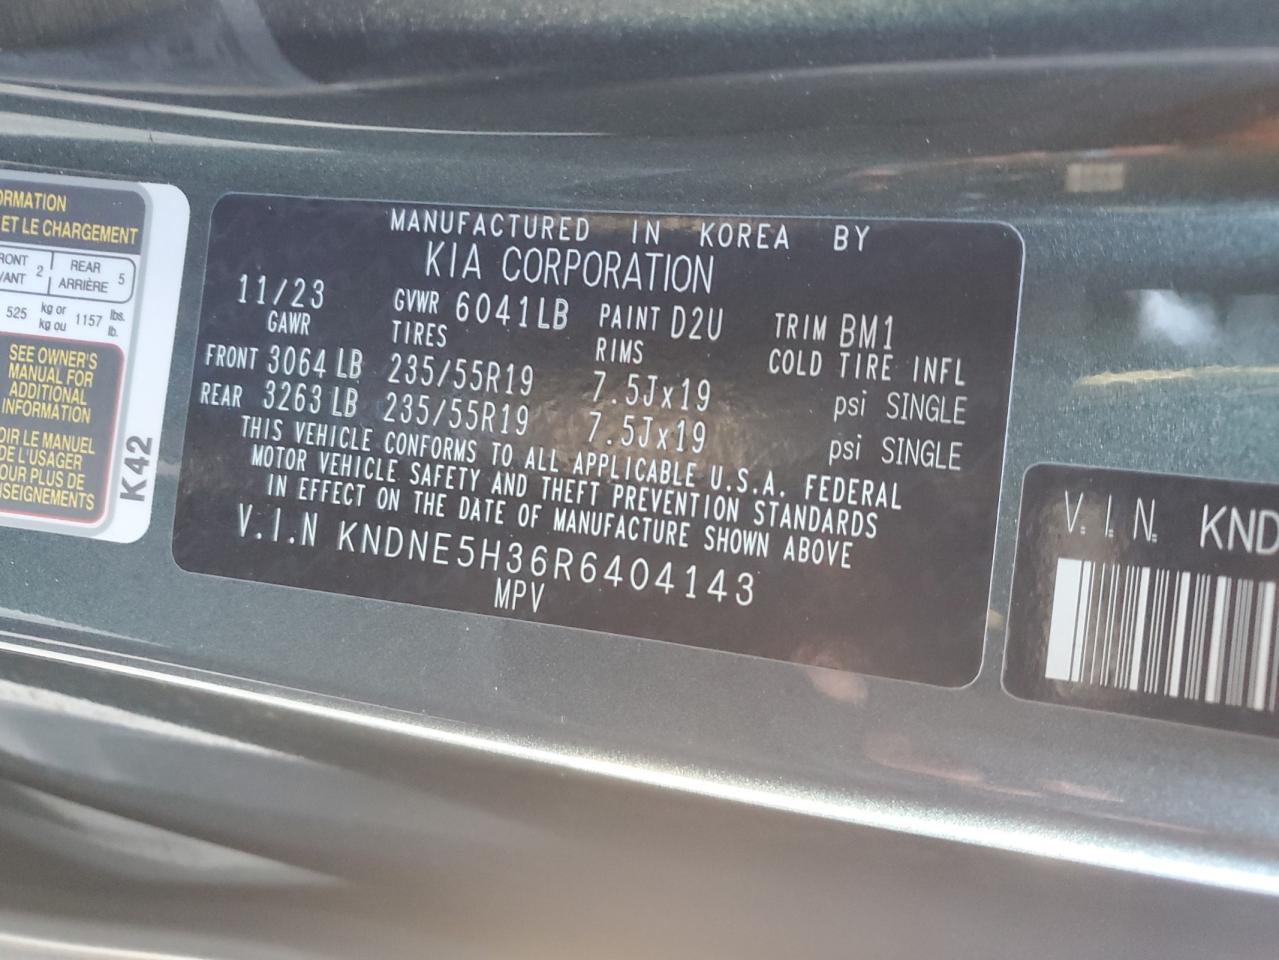 ORMATION
ET LE CHARGEMENT
RONT 2 REAR 5
VANT ARRIÈRE
525 kg or 1157 lbs.
kg ou lb.
SEE OWNER'S
MANUAL FOR
ADDITIONAL
INFORMATION
OIR LE MANUEL
DE L'USAGER
OUR PLUS DE
NSEIGNEMENTS
K42
MANUFACTURED IN KOREA BY
KIA CORPORATION
11/23 GVWR 6041LB PAINT D2U TRIM BM1
GAWR TIRES RIMS COLD TIRE INFL
FRONT 3064 LB 235/55R19 7.5Jx19 psi SINGLE
REAR 3263 LB 235/55R19 7.5Jx19 psi SINGLE
THIS VEHICLE CONFORMS TO ALL APPLICABLE U.S.A. FEDERAL
MOTOR VEHICLE SAFETY AND THEFT PREVENTION STANDARDS
IN EFFECT ON THE DATE OF MANUFACTURE SHOWN ABOVE
V.I.N KNDNE5H36R6404143
MPV
V.I.N. KND